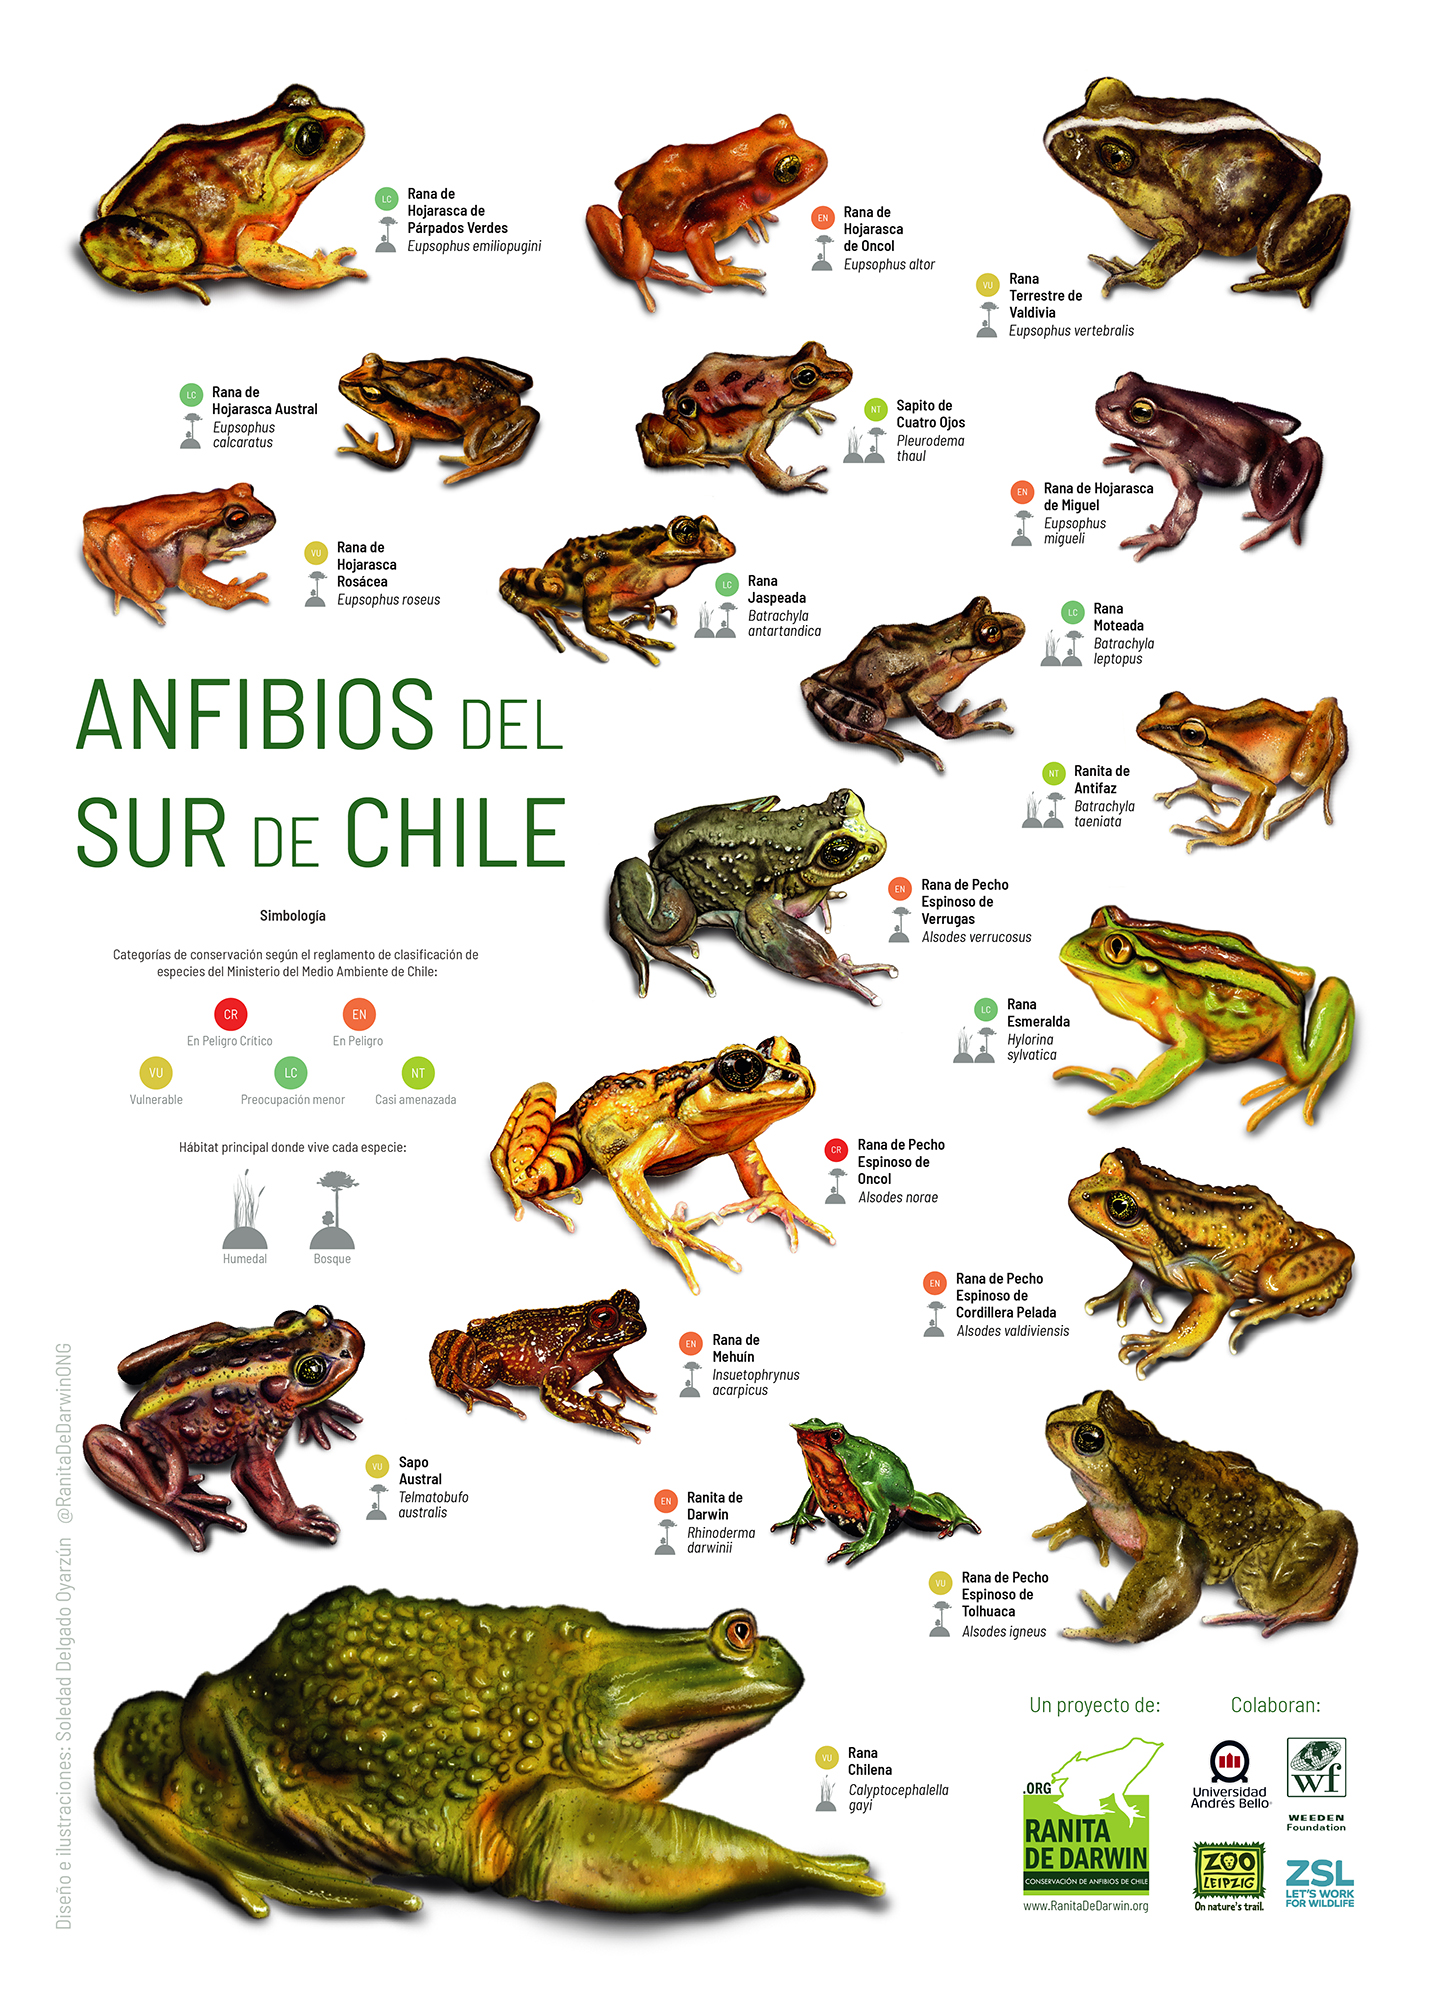 LC
Rana de
Hojarasca de
Párpados Verdes
Eupsophus emiliopugini
EN
Rana de
Hojarasca
de Oncol
Eupsophus altor
VU
Rana
Terrestre de
Valdivia
Eupsophus vertebralis
LC
Rana de
Hojarasca Austral
Eupsophus
calcaratus
NT
Sapito de
Cuatro Ojos
Pleurodema
thaul
EN
Rana de Hojarasca
de Miguel
Eupsophus
migueli
VU
Rana de
Hojarasca
Rosácea
Eupsophus roseus
LC
Rana
Jaspeada
Batrachyla
antartandica
LC
Rana
Moteada
Batrachyla
leptopus
ANFIBIOS DEL
SUR DE CHILE
NT
Ranita de
Antifaz
Batrachyla
taeniata
EN
Rana de Pecho
Espinoso de
Verrugas
Alsodes verrucosus
Simbología
Categorías de conservación según el reglamento de clasificación de
especies del Ministerio del Medio Ambiente de Chile:
CR
En Peligro Crítico
EN
En Peligro
VU
Vulnerable
LC
Preocupación menor
NT
Casi amenazada
Hábitat principal donde vive cada especie:
Humedal
Bosque
LC
Rana
Esmeralda
Hylorina
sylvatica
CR
Rana de Pecho
Espinoso de
Oncol
Alsodes norae
EN
Rana de Pecho
Espinoso de
Cordillera Pelada
Alsodes valdiviensis
EN
Rana de
Mehuín
Insuetophrynus
acarpicus
VU
Sapo
Austral
Telmatobufo
australis
EN
Ranita de
Darwin
Rhinoderma
darwinii
VU
Rana de Pecho
Espinoso de
Tolhuaca
Alsodes igneus
VU
Rana
Chilena
Calyptocephalella
gayi
Diseño e ilustraciones: Soledad Delgado Oyarzún @RanitaDeDarwinONG
Un proyecto de:
.ORG
RANITA
DE DARWIN
CONSERVACIÓN DE ANFIBIOS DE CHILE
www.RanitaDeDarwin.org
Colaboran:
Universidad
Andrés Bello
wf
WEEDEN
Foundation
ZOO
LEIPZIG
On nature's trail.
ZSL
LET'S WORK
FOR WILDLIFE